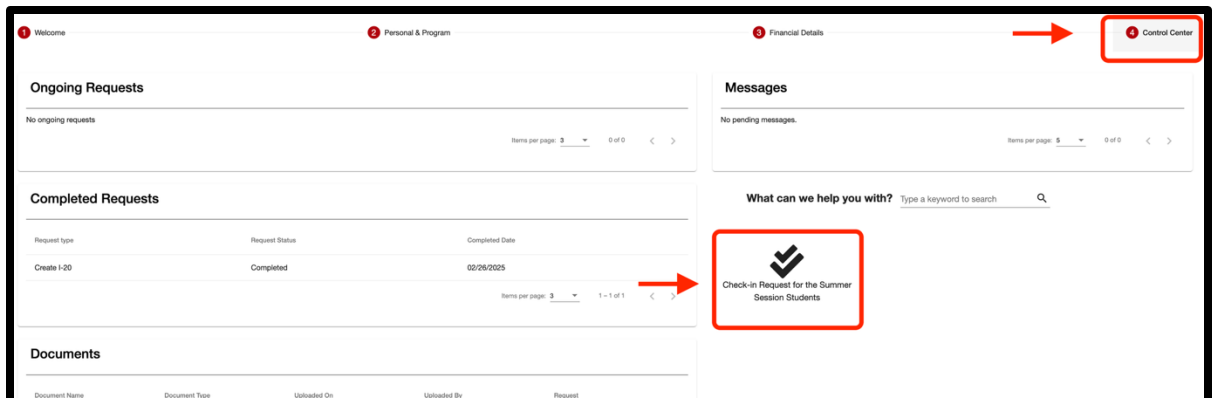 1 Welcome
2 Personal & Program
3 Financial Details
4 Control Center
Ongoing Requests
No ongoing requests
Items per page: 3 0 of 0
Messages
No pending messages.
Items per page: 5 0 of 0
Completed Requests
Request type Request Status Completed Date
Create I-20 Completed 02/26/2025
Items per page: 3 1 – 1 of 1
What can we help you with? Type a keyword to search
Check-in Request for the Summer
Session Students
Documents
Document Name Document Type Uploaded On Uploaded By Request